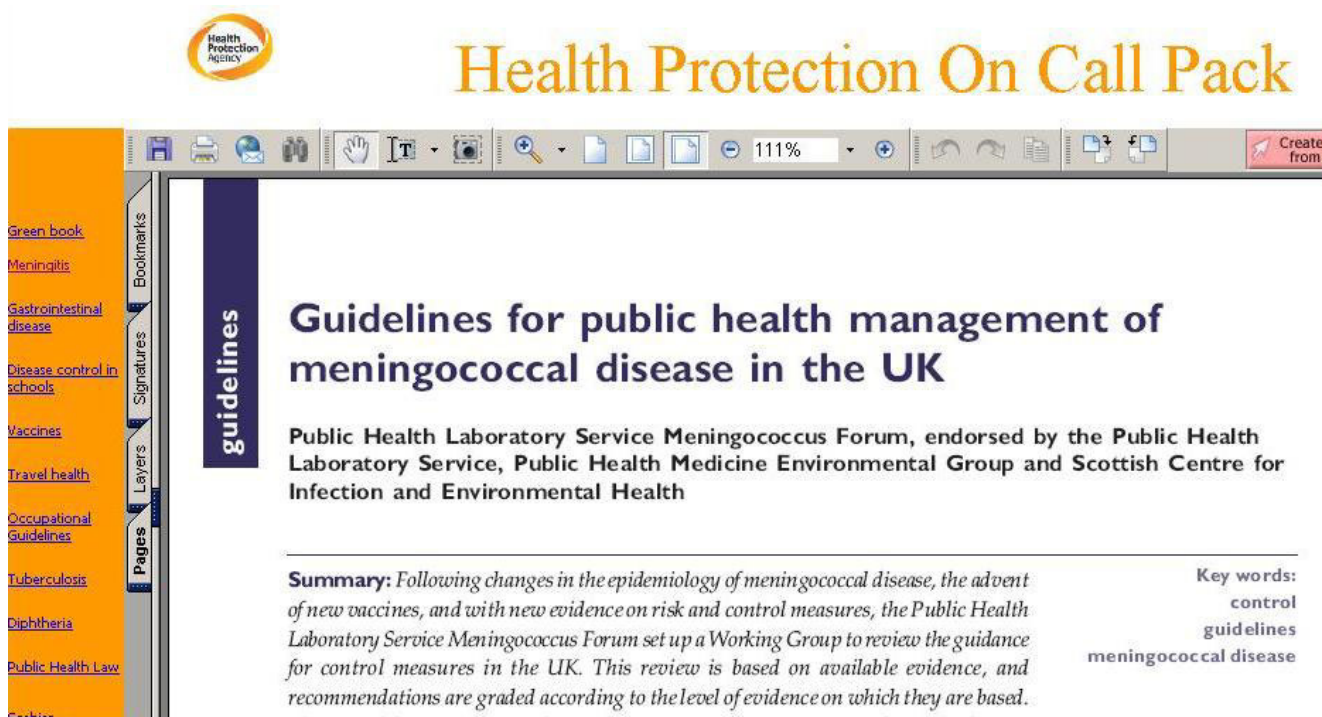 Health
Protection
Agency
Health Protection On Call Pack
111%
Create
from
Green book
Meningitis
Gastrointestinal
disease
Disease control in
schools
Vaccines
Travel health
Occupational
Guidelines
Tuberculosis
Diphtheria
Public Health Law
Bookmarks
Signatures
Layers
Pages
guidelines
Guidelines for public health management of
meningococcal disease in the UK
Public Health Laboratory Service Meningococcus Forum, endorsed by the Public Health
Laboratory Service, Public Health Medicine Environmental Group and Scottish Centre for
Infection and Environmental Health
Summary: Following changes in the epidemiology of meningococcal disease, the advent
of new vaccines, and with new evidence on risk and control measures, the Public Health
Laboratory Service Meningococcus Forum set up a Working Group to review the guidance
for control measures in the UK. This review is based on available evidence, and
recommendations are graded according to the level of evidence on which they are based.
Key words:
control
guidelines
meningococcal disease